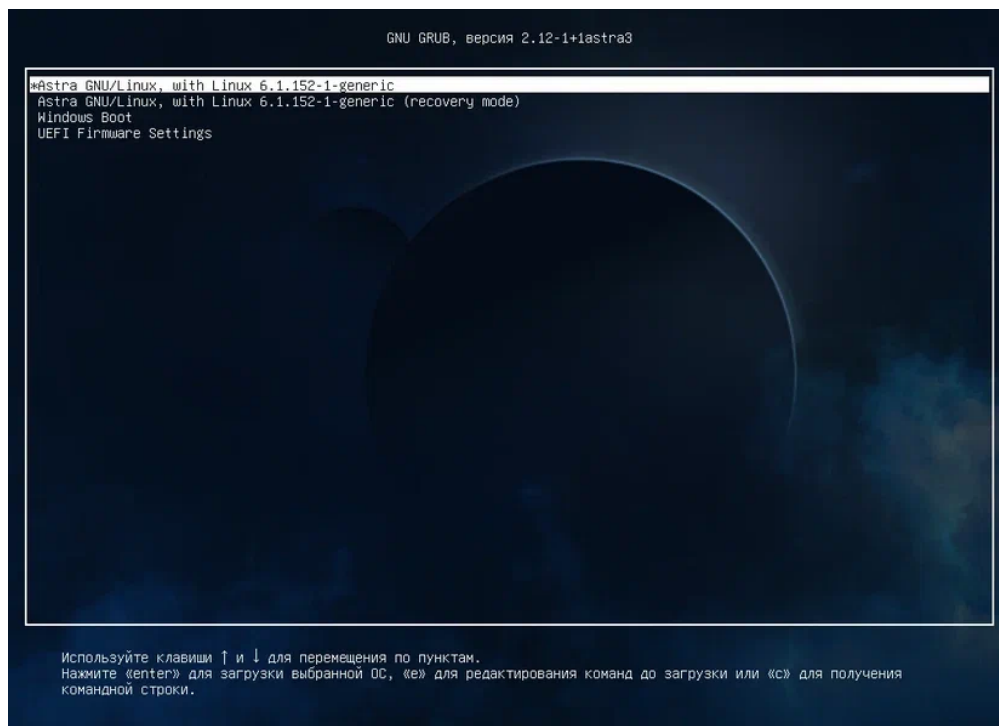 GNU GRUB, версия 2.12-1+1astra3
*Astra GNU/Linux, with Linux 6.1.152-1-generic
Astra GNU/Linux, with Linux 6.1.152-1-generic (recovery mode)
Windows Boot
UEFI Firmware Settings
Используйте клавиши ↑ и ↓ для перемещения по пунктам.
Нажмите «enter» для загрузки выбранной ОС, «e» для редактирования команд до загрузки или «c» для получения
командной строки.